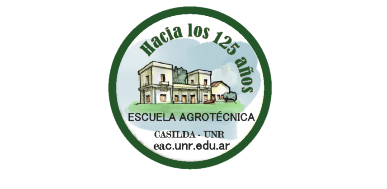 Hacia los 125 años
ESCUELA AGROTÉCNICA
CASILDA - UNR
eac.unr.edu.ar